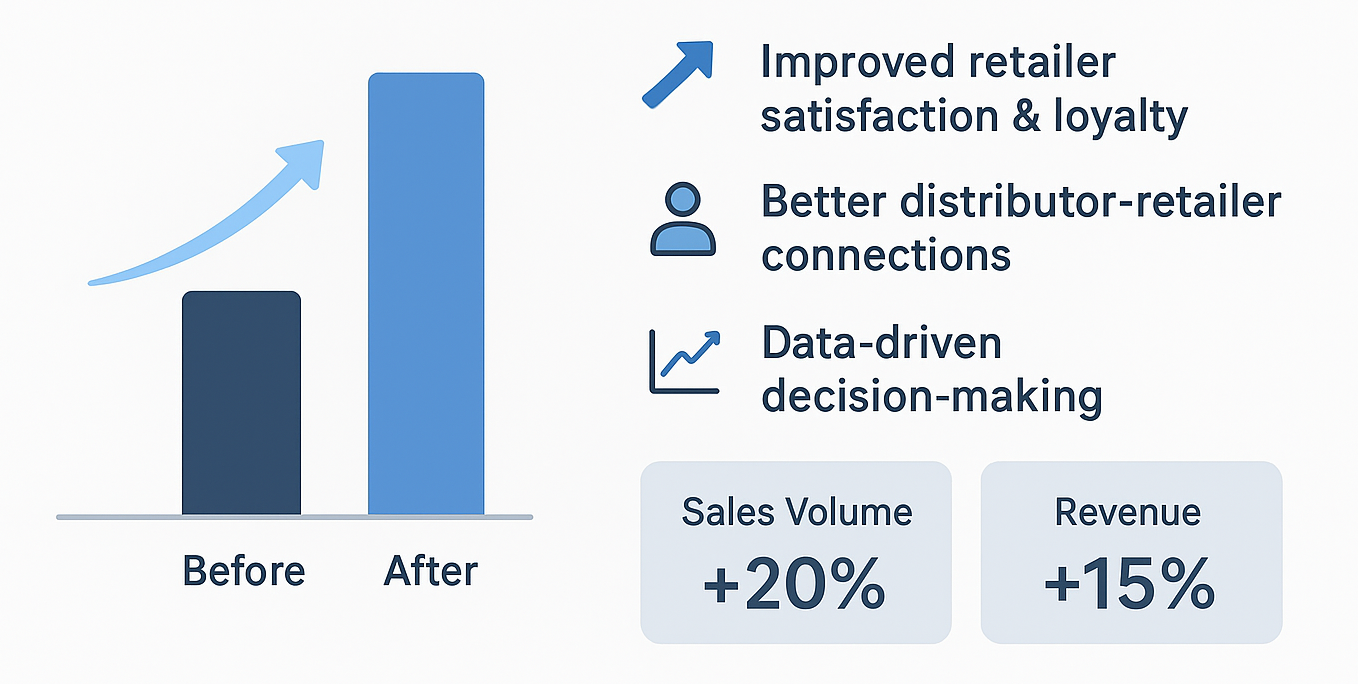 Improved retailer
satisfaction & loyalty
Better distributor-retailer
connections
Data-driven
decision-making
Before
After
Sales Volume
+20%
Revenue
+15%